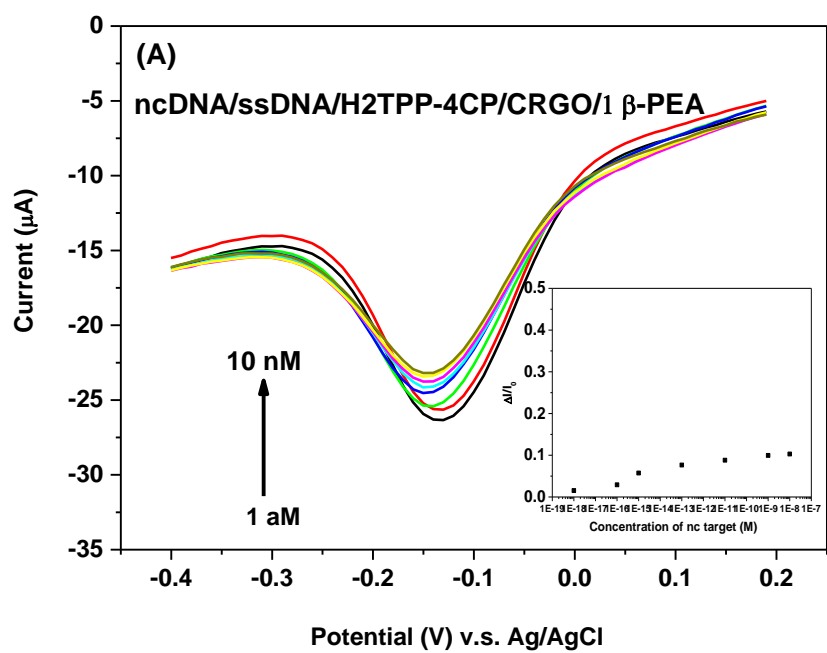 (A)
ncDNA/ssDNA/H2TPP-4CP/CRGO/1 β-PEA
0
-5
-10
-15
-20
-25
-30
-35
Current (μA)
10 nM
1 aM
-0.4 -0.3 -0.2 -0.1 0.0 0.1 0.2
Potential (V) v.s. Ag/AgCl
0.5
0.4
0.3
0.2
0.1
0.0
ΔI/I0
1E-19 1E-18 1E-17 1E-16 1E-15 1E-14 1E-13 1E-12 1E-11 1E-10 1E-9 1E-8 1E-7
Concentration of nc target (M)